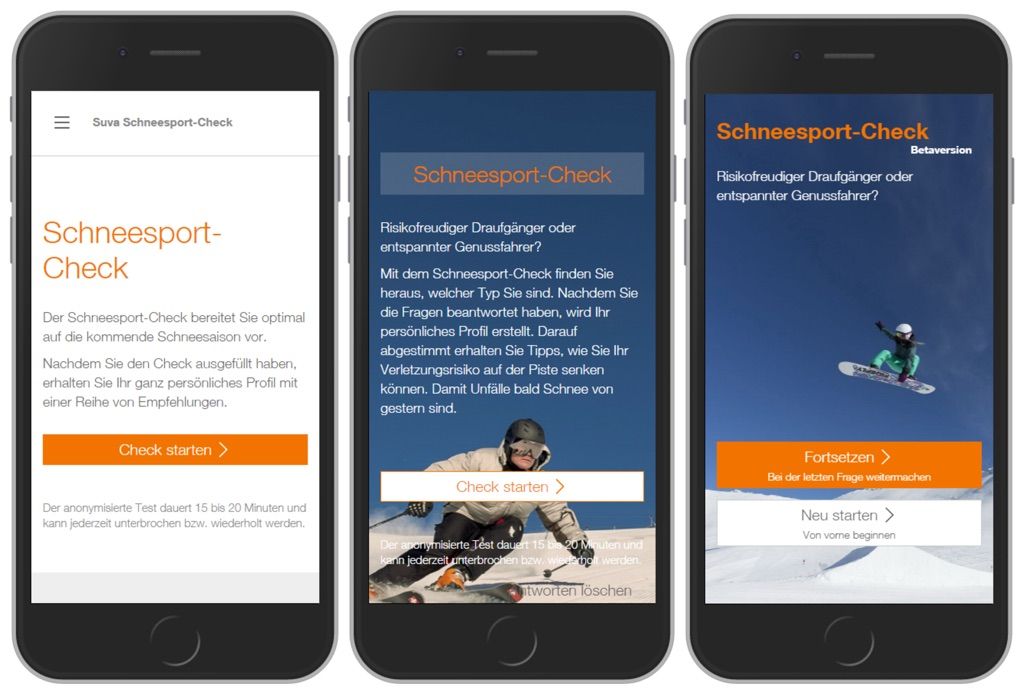 Suva Schneesport-Check
Schneesport-
Check
Der Schneesport-Check bereitet Sie optimal
auf die kommende Schneesaison vor.
Nachdem Sie den Check ausgefüllt haben,
erhalten Sie Ihr ganz persönliches Profil mit
einer Reihe von Empfehlungen.
Check starten
Der anonymisierte Test dauert 15 bis 20 Minuten und
kann jederzeit unterbrochen bzw. wiederholt werden.
Schneesport-Check
Risikofreudiger Draufgänger oder
entspannter Genussfahrer?
Mit dem Schneesport-Check finden Sie
heraus, welcher Typ Sie sind. Nachdem Sie
die Fragen beantwortet haben, wird Ihr
persönliches Profil erstellt. Darauf
abgestimmt erhalten Sie Tipps, wie Sie Ihr
Verletzungsrisiko auf der Piste senken
können. Damit Unfälle bald Schnee von
gestern sind.
Check starten
Der anonymisierte Test dauert 15 bis 20 Minuten und
kann jederzeit unterbrochen bzw. wiederholt werden.
ntworten löschen
Schneesport-Check
Betaversion
Risikofreudiger Draufgänger oder
entspannter Genussfahrer?
Fortsetzen
Bei der letzten Frage weitermachen
Neu starten
Von vorne beginnen